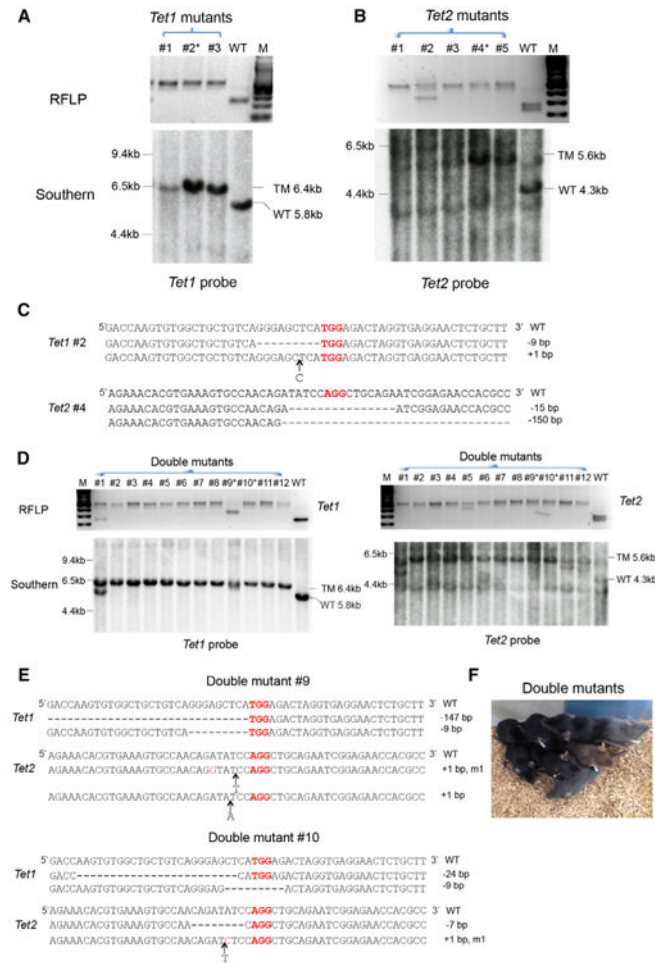 A
Tet1 mutants
#1 #2* #3 WT M
RFLP
9.4kb
6.5kb
4.4kb
Southern
TM 6.4kb
WT 5.8kb
Tet1 probe
B
Tet2 mutants
#1 #2 #3 #4* #5 WT M
6.5kb
4.4kb
TM 5.6kb
WT 4.3kb
Tet2 probe
C
5' GACCAAGTGTGGCTGCTGTCAGGGAGCTCATGGAGACTAGGTGAGGAACTCTGCTT 3' WT
Tet1 #2
GACCAAGTGTGGCTGCTGTCA---------TGGAGACTAGGTGAGGAACTCTGCTT -9 bp
GACCAAGTGTGGCTGCTGTCAGGGAGCTCATGGAGACTAGGTGAGGAACTCTGCTT +1 bp
C
5' AGAAACACGTGAAAGTGCCAACAGATATCCAGGCTGCAGAATCGGAGAACCACGCC 3' WT
Tet2 #4
AGAAACACGTGAAAGTGCCAACAGA---------------ATCGGAGAACCACGCC -15 bp
AGAAACACGTGAAAGTGCCAACAG-------------------------------- -150 bp
D
Double mutants
M #1 #2 #3 #4 #5 #6 #7 #8 #9* #10* #11 #12 WT
Tet1
RFLP
9.4kb
6.5kb
4.4kb
Southern
TM 6.4kb
WT 5.8kb
Tet1 probe
Double mutants
M #1 #2 #3 #4 #5 #6 #7 #8 #9* #10* #11 #12 WT
Tet2
6.5kb
4.4kb
TM 5.6kb
WT 4.3kb
Tet2 probe
E
Double mutant #9
5' GACCAAGTGTGGCTGCTGTCAGGGAGCTCATGGAGACTAGGTGAGGAACTCTGCTT 3' WT
Tet1
------------------------------TGGAGACTAGGTGAGGAACTCTGCTT -147 bp
GACCAAGTGTGGCTGCTGTCA---------TGGAGACTAGGTGAGGAACTCTGCTT -9 bp
5' AGAAACACGTGAAAGTGCCAACAGATATCCAGGCTGCAGAATCGGAGAACCACGCC 3' WT
Tet2
AGAAACACGTGAAAGTGCCAACAGGTATCCAGGCTGCAGAATCGGAGAACCACGCC +1 bp, m1
AGAAACACGTGAAAGTGCCAACAGATATCCAGGCTGCAGAATCGGAGAACCACGCC +1 bp
A
Double mutant #10
5' GACCAAGTGTGGCTGCTGTCAGGGAGCTCATGGAGACTAGGTGAGGAACTCTGCTT 3' WT
Tet1
GACC------------------------CATGGAGACTAGGTGAGGAACTCTGCTT -24 bp
GACCAAGTGTGGCTGCTGTCAGGGAG---------ACTAGGTGAGGAACTCTGCTT -9 bp
5' AGAAACACGTGAAAGTGCCAACAGATATCCAGGCTGCAGAATCGGAGAACCACGCC 3' WT
Tet2
AGAAACACGTGAAAGTGCCAA-------CCAGGCTGCAGAATCGGAGAACCACGCC -7 bp
AGAAACACGTGAAAGTGCCAACAGATCTCCAGGCTGCAGAATCGGAGAACCACGCC +1 bp, m1
T
F
Double mutants